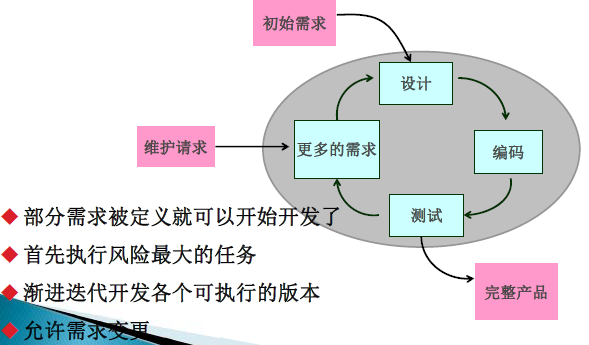 初始需求
设计
维护请求
更多的需求
编码
测试
完整产品
部分需求被定义就可以开始开发了
首先执行风险最大的任务
渐进迭代开发各个可执行的版本
允许需求变更